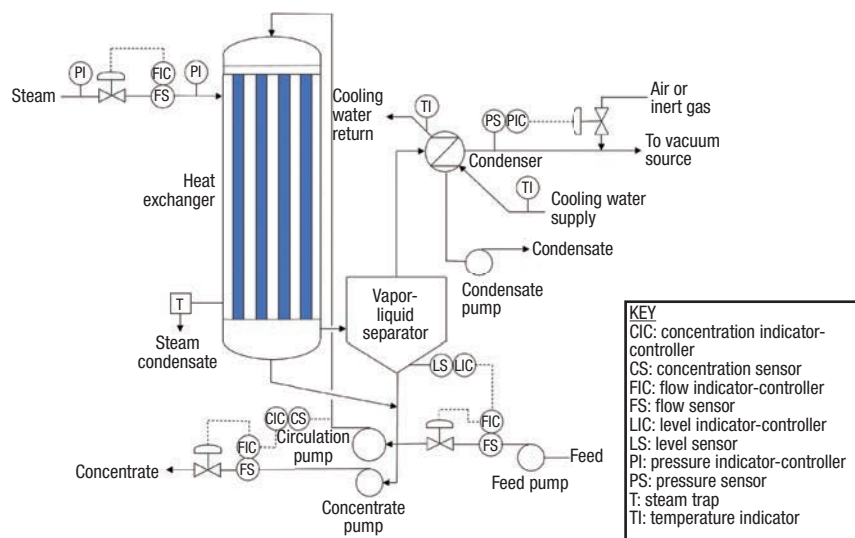 PI
FIC
PI
Steam
FS
Heat
exchanger
T
Steam
condensate
Cooling
water
return
TI
PS
PIC
Air or
inert gas
To vacuum
source
Condenser
TI
Cooling water
supply
Condensate
Condensate
pump
Vapor-
liquid
separator
LS
LIC
CIC
CS
FIC
Circulation
pump
FIC
FS
Concentrate
FS
Feed
Feed pump
Concentrate
pump
KEY
CIC: concentration indicator-
controller
CS: concentration sensor
FIC: flow indicator-controller
FS: flow sensor
LIC: level indicator-controller
LS: level sensor
PI: pressure indicator-controller
PS: pressure sensor
T: steam trap
TI: temperature indicator